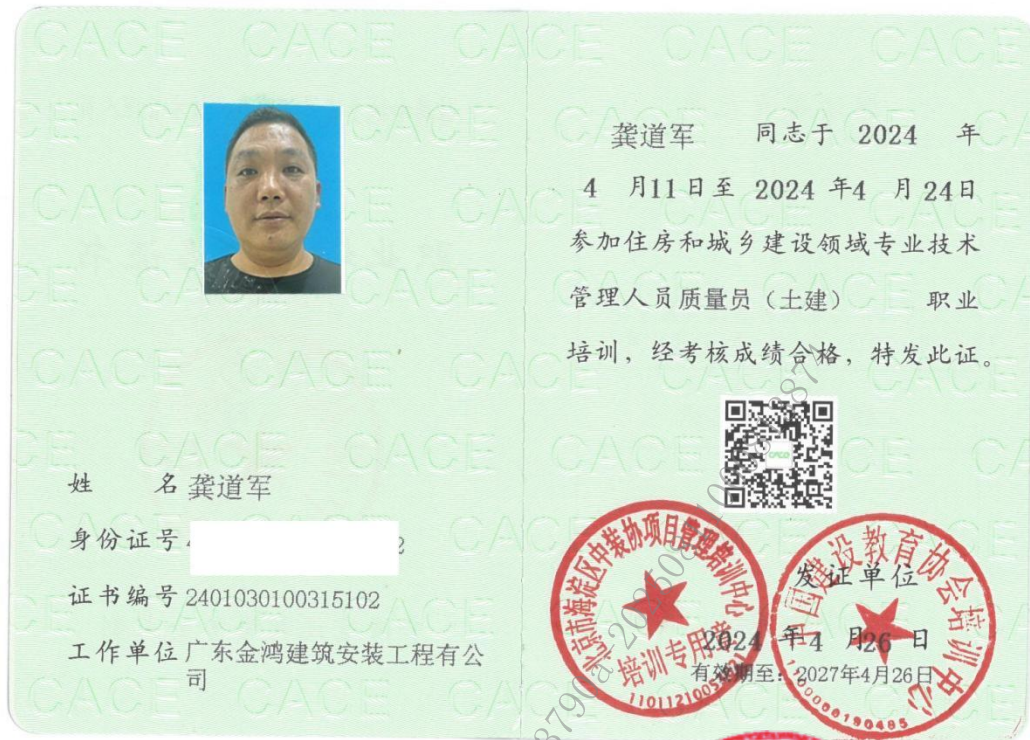 龚道军 同志于 2024 年
4 月11日至 2024 年4 月 24日
参加住房和城乡建设领域专业技术
管理人员质量员（土建） 职业
培训，经考核成绩合格，特发此证。
姓 名 龚道军
身份证号
证书编号 2401030100315102
工作单位 广东金鸿建筑安装工程有公
司
北京市海淀区中装协项目管理培训中心
培训专用章
中国建设教育协会培训中心
发证单位
2024 年 4 月26 日
有效期至：2027年4月26日
CACE